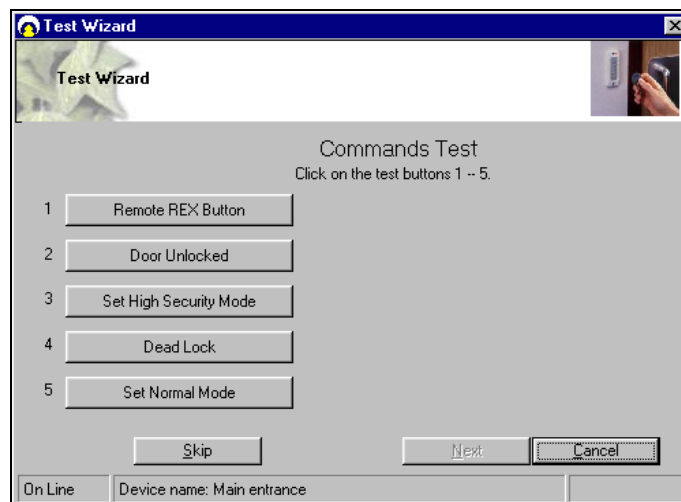 Test Wizard
Test Wizard
Commands Test
Click on the test buttons 1 -- 5.
1 Remote REX Button
2 Door Unlocked
3 Set High Security Mode
4 Dead Lock
5 Set Normal Mode
Skip Next Cancel
On Line Device name: Main entrance